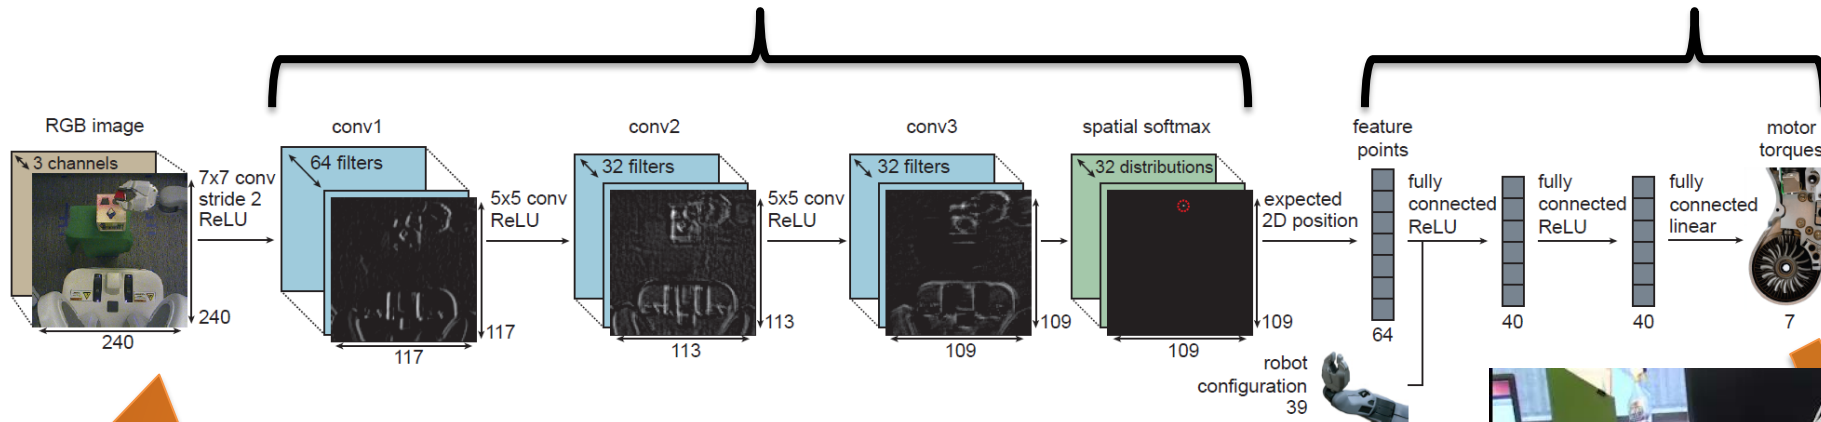 RGB image
3 channels
240
240
7x7 conv
stride 2
ReLU
conv1
64 filters
117
117
5x5 conv
ReLU
conv2
32 filters
113
113
5x5 conv
ReLU
conv3
32 filters
109
109
spatial softmax
32 distributions
109
109
expected
2D position
feature
points
64
robot
configuration
39
fully
connected
ReLU
40
fully
connected
ReLU
40
fully
connected
linear
motor
torques
7